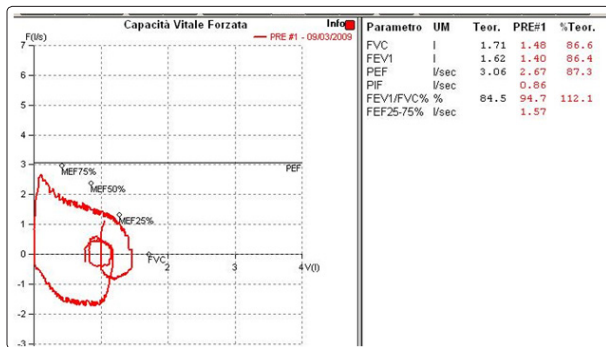 Capacità Vitale Forzata
Info
F(l/s)
PRE #1 - 09/03/2009
7
6
5
4
3
2
1
0
-1
-2
-3
PEF
MEF75%
MEF50%
MEF25%
FVC
1
2
3
4
V(l)
Parametro UM Teor. PRE#1 %Teor.
FVC l 1.71 1.48 86.6
FEV1 l 1.62 1.40 86.4
PEF l/sec 3.06 2.67 87.3
PIF l/sec 0.86
FEV1/FVC% % 84.5 94.7 112.1
FEF25-75% l/sec 1.57